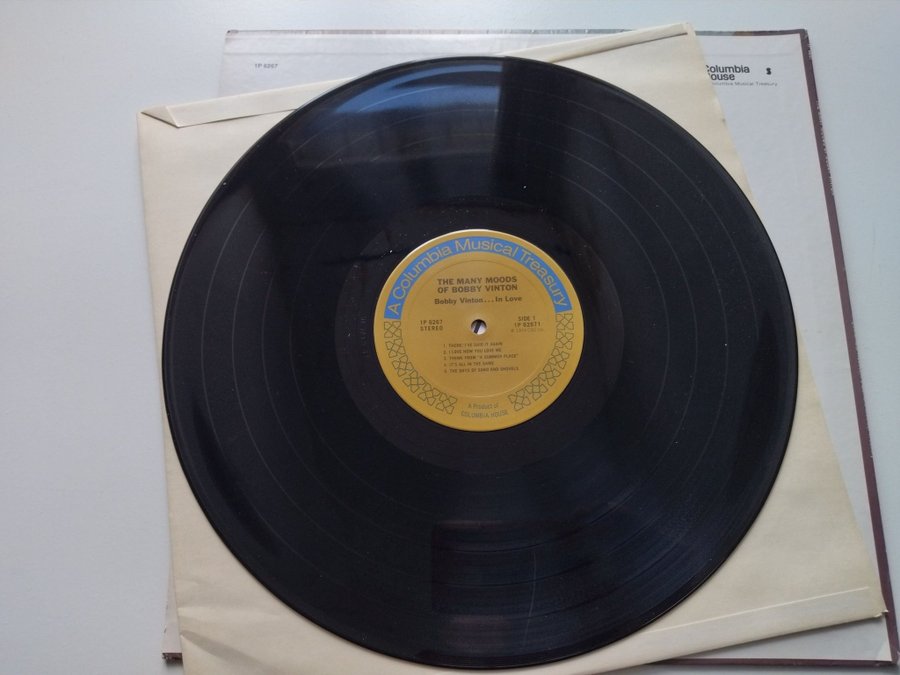 1P 6267
Columbia
House
Columbia Musical Treasury
A Columbia Musical Treasury
THE MANY MOODS
OF BOBBY VINTON
Bobby Vinton...In Love
1P 6267
STEREO
SIDE 1
1P 62671
1. THERE! I'VE SAID IT AGAIN
2. I LOVE HOW YOU LOVE ME
3. THEME FROM "A SUMMER PLACE"
4. IT'S ALL IN THE GAME
5. THE DAYS OF SAND AND SHOVELS
A Product of
COLUMBIA HOUSE